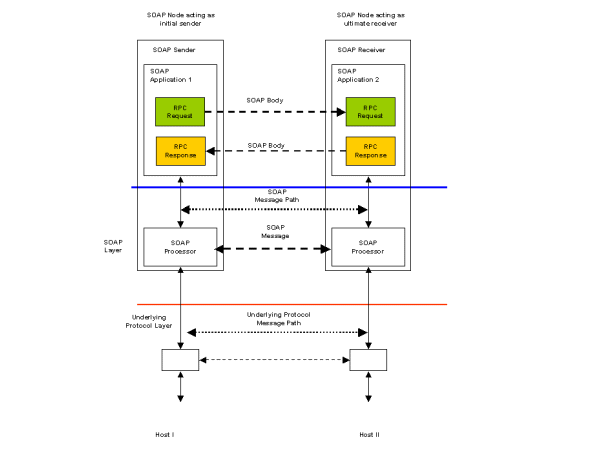 SOAP Node acting as
initial sender
SOAP Node acting as
ultimate receiver
SOAP Sender
SOAP Receiver
SOAP
Application 1
SOAP
Application 2
SOAP Body
RPC
Request
RPC
Request
SOAP Body
RPC
Response
RPC
Response
SOAP
Message Path
SOAP
Layer
SOAP
Processor
SOAP
Message
SOAP
Processor
Underlying
Protocol Layer
Underlying Protocol
Message Path
Host I
Host II